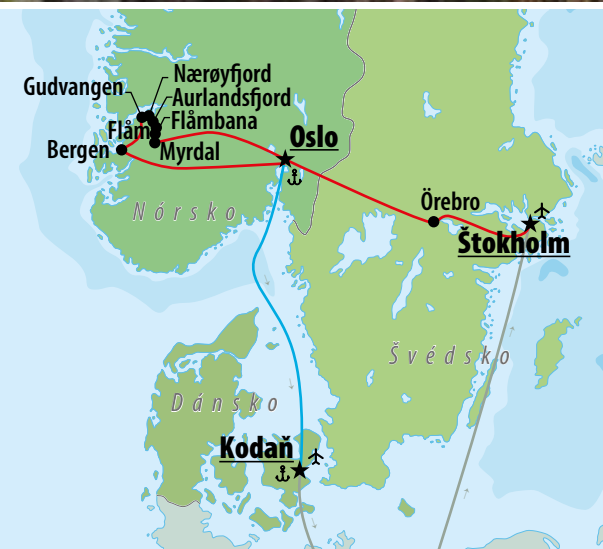 Nærøyfjord
Gudvangen
Aurlandsfjord
Flåm
Flåmbana
Bergen
Myrdal
Oslo
Nórsko
Örebro
Štokholm
Švédsko
Dánsko
Kodaň